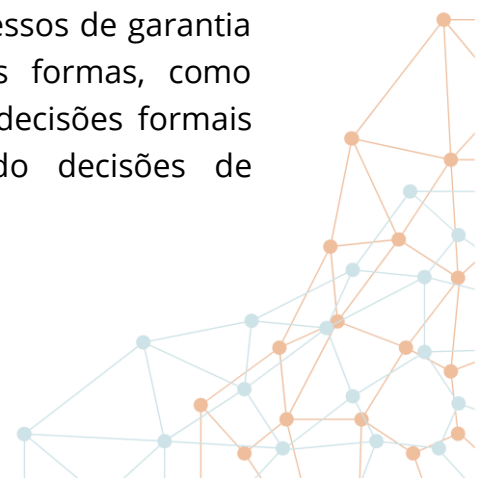 essos de garantia
s formas, como
decisões formais
do decisões de